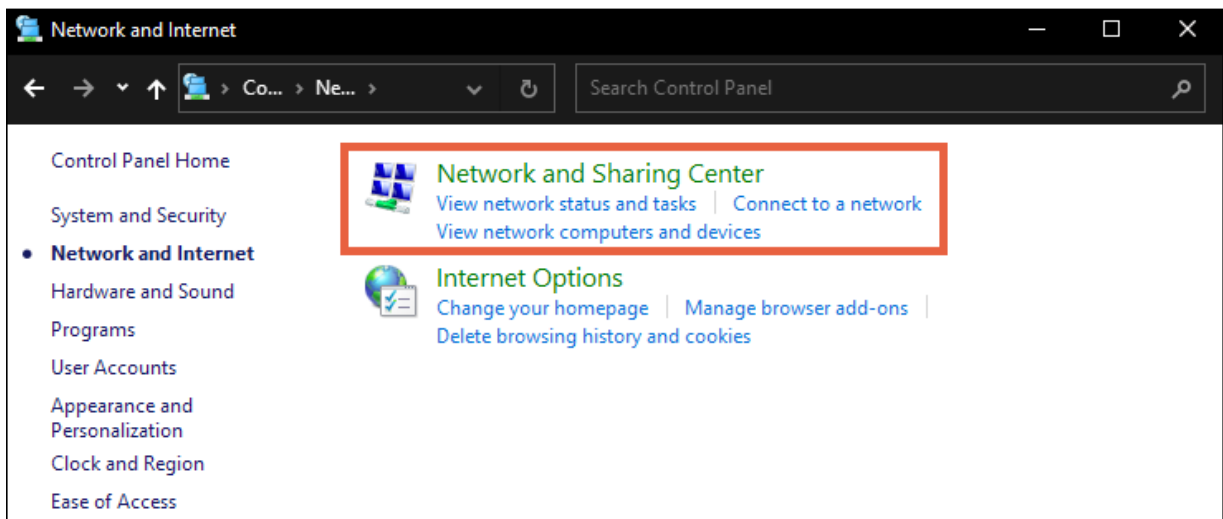 Network and Internet
Co... › Ne... ›
Search Control Panel
Control Panel Home
System and Security
Network and Internet
Hardware and Sound
Programs
User Accounts
Appearance and
Personalization
Clock and Region
Ease of Access
Network and Sharing Center
View network status and tasks
Connect to a network
View network computers and devices
Internet Options
Change your homepage
Manage browser add-ons
Delete browsing history and cookies